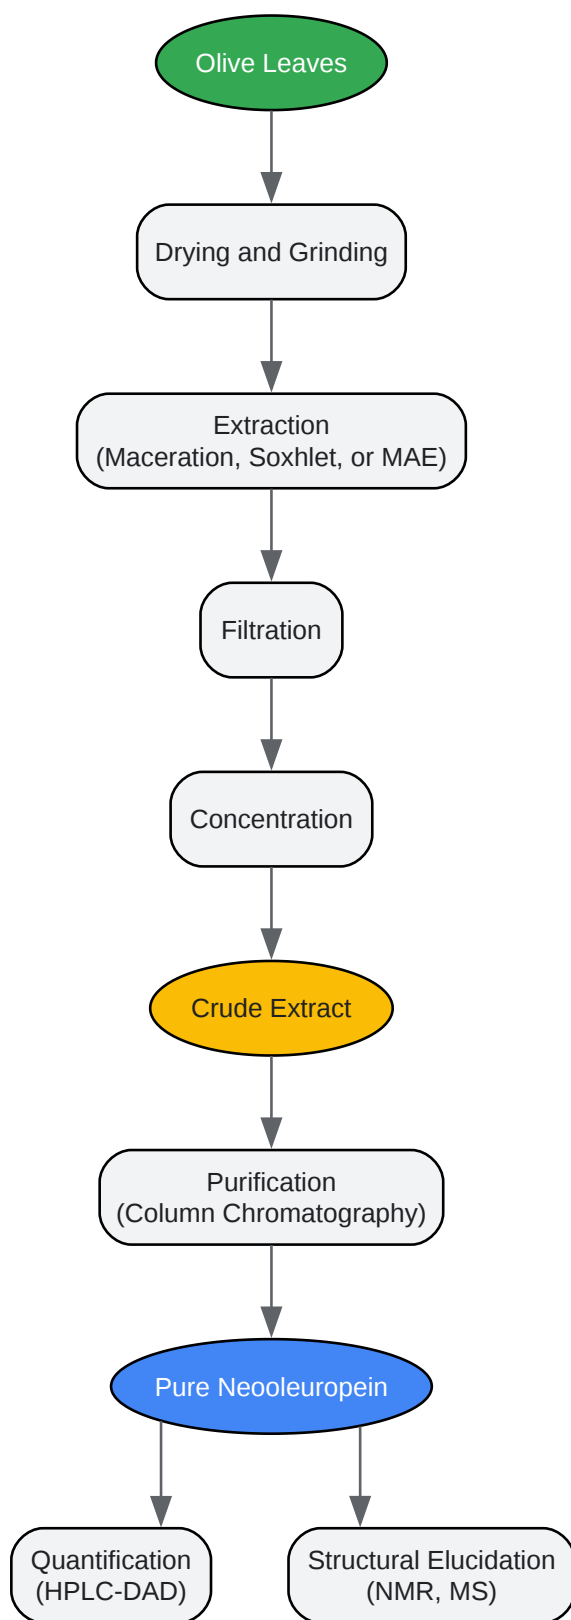 Olive Leaves
Drying and Grinding
Extraction
(Maceration, Soxhlet, or MAE)
Filtration
Concentration
Crude Extract
Purification
(Column Chromatography)
Pure Neooleuropein
Quantification
(HPLC-DAD)
Structural Elucidation
(NMR, MS)